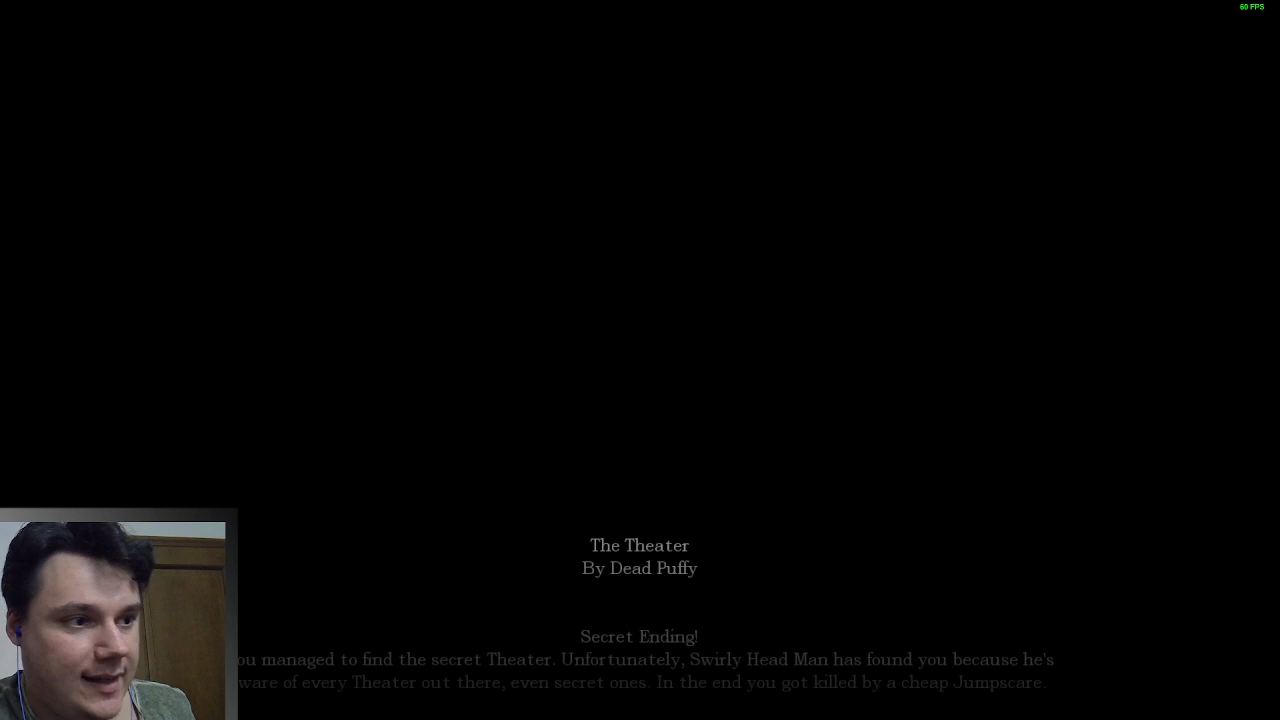 60 FPS
The Theater
By Dead Puffy
Secret Ending!
ou managed to find the secret Theater. Unfortunately, Swirly Head Man has found you because he's
ware of every Theater out there, even secret ones. In the end you got killed by a cheap Jumpscare.